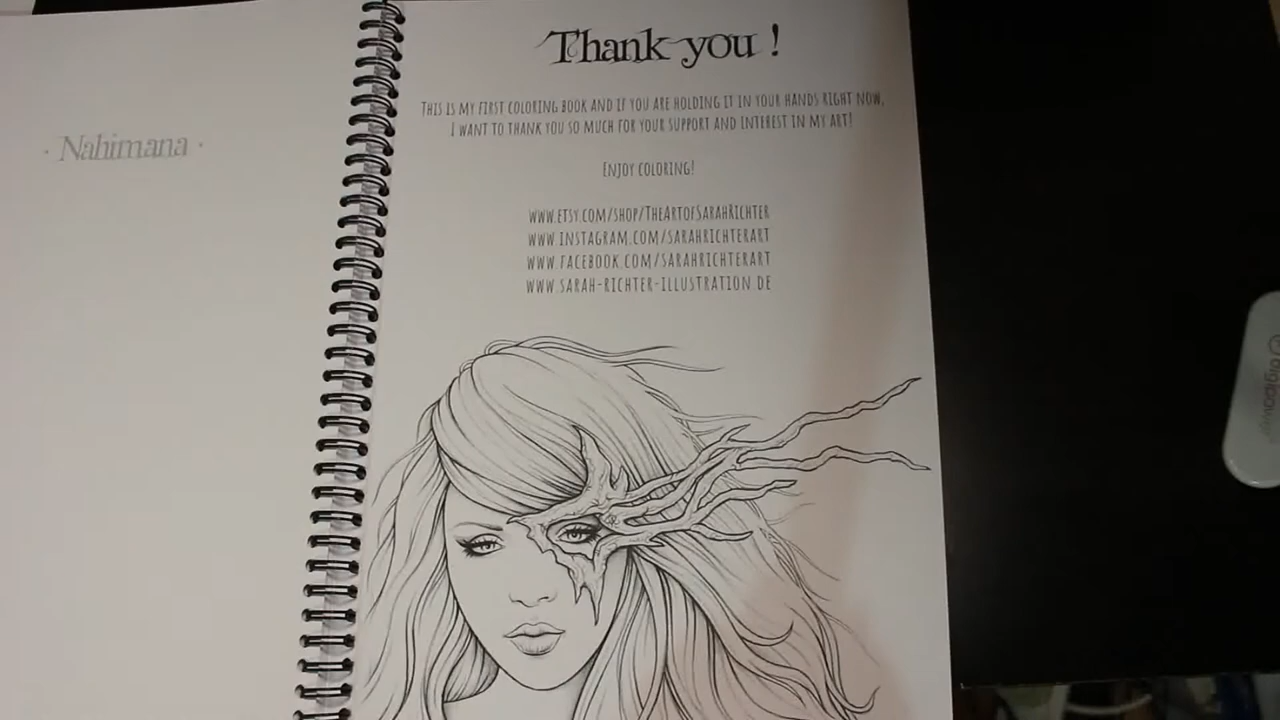 · Nahimana ·
Thank you !
This is my first coloring book and if you are holding it in your hands right now,
I want to thank you so much for your support and interest in my art!
Enjoy coloring!
www.etsy.com/shop/TheArtofSarahRichter
www.instagram.com/sarahrichterart
www.facebook.com/sarahrichterart
www.sarah-richter-illustration.de